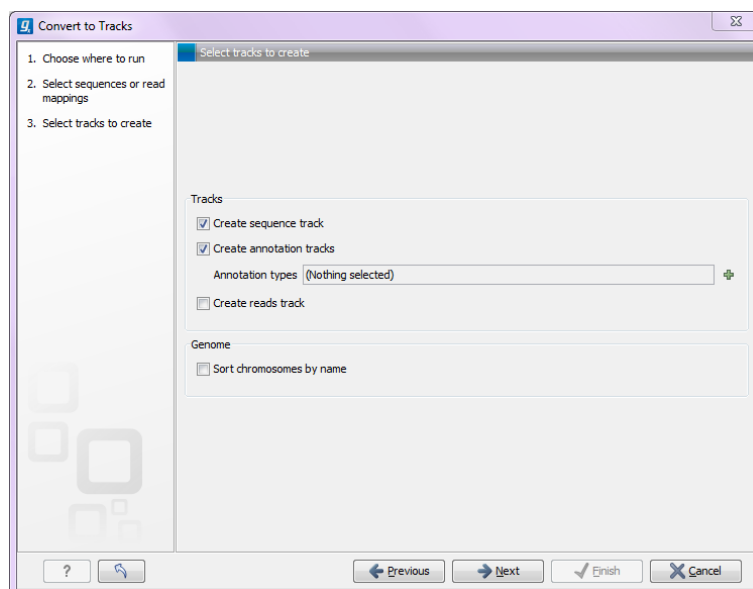 Convert to Tracks
1. Choose where to run
2. Select sequences or read
mappings
3. Select tracks to create
Select tracks to create
Tracks
Create sequence track
Create annotation tracks
Annotation types (Nothing selected)
Create reads track
Genome
Sort chromosomes by name
? Previous Next Finish Cancel